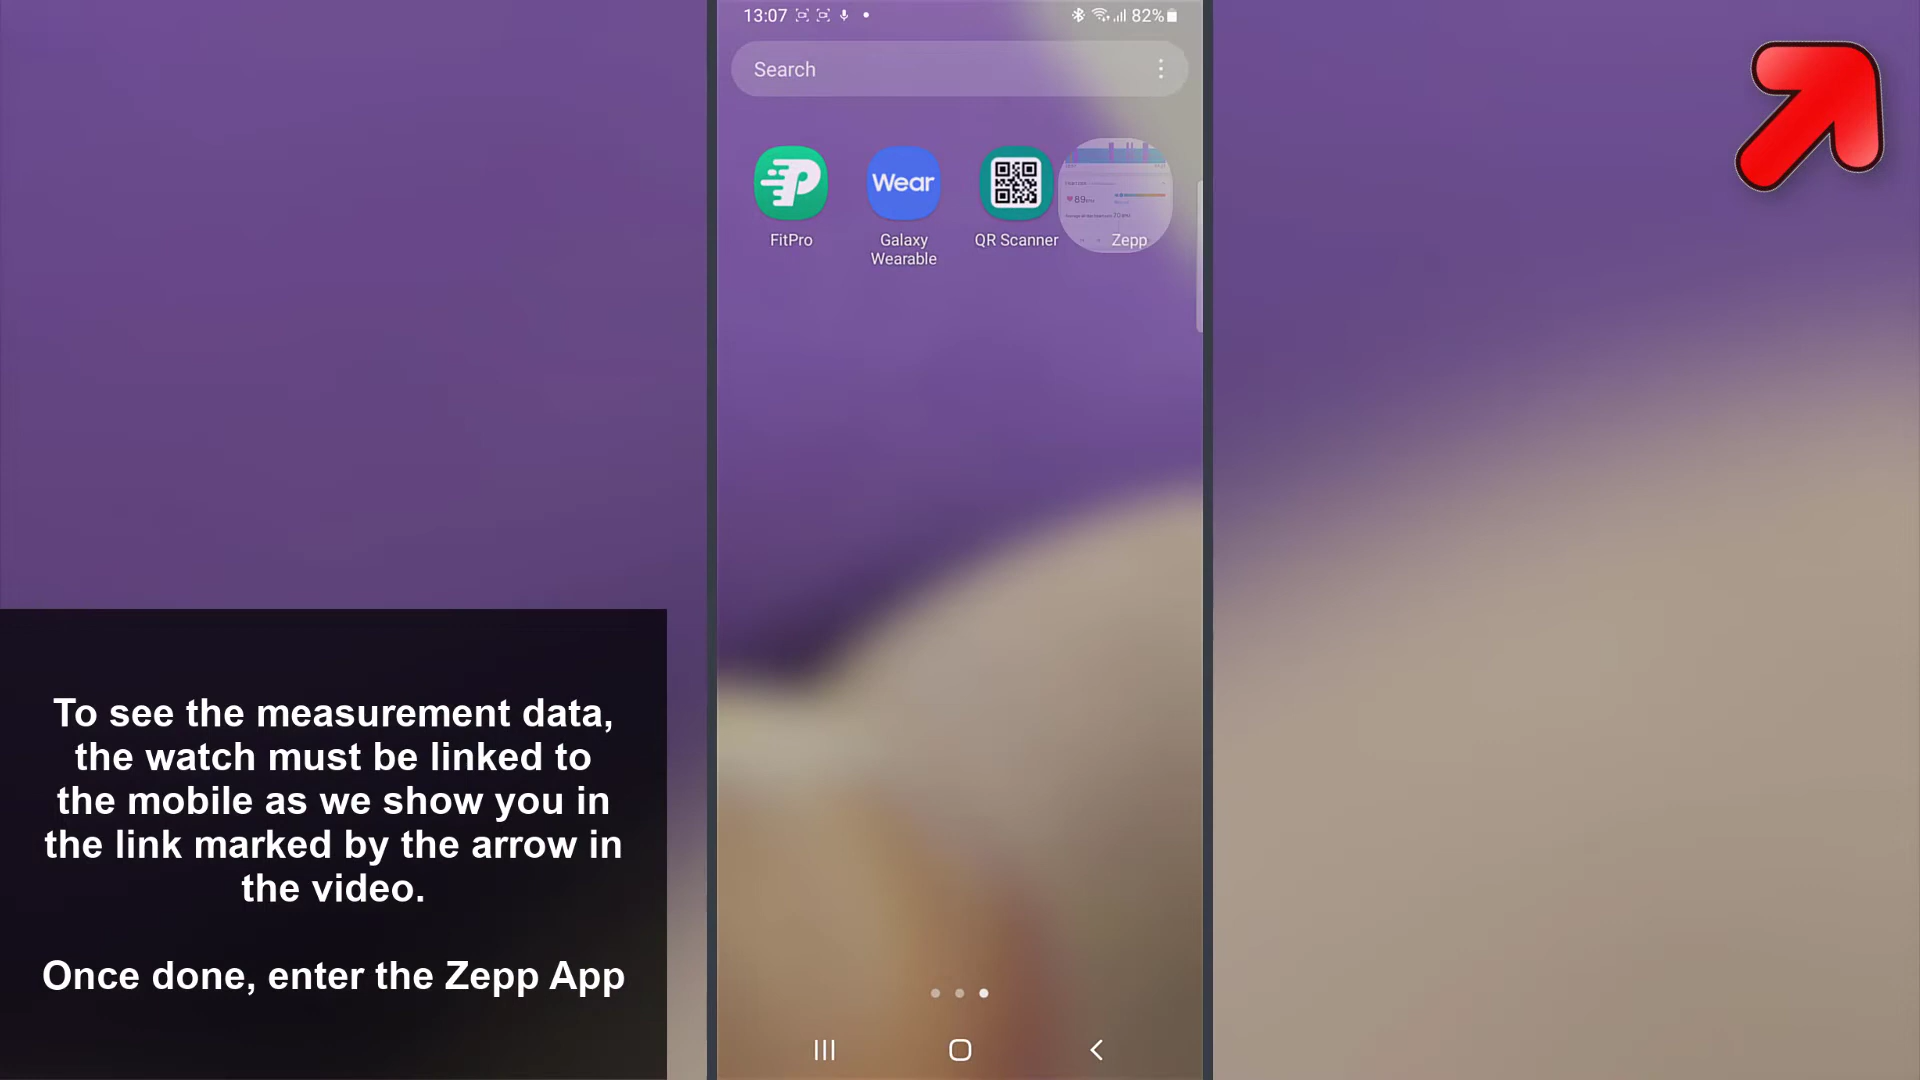 13:07
82%
Search
Wear
FitPro
Galaxy
Wearable
QR Scanner
Zepp
89
To see the measurement data,
the watch must be linked to
the mobile as we show you in
the link marked by the arrow in
the video.
Once done, enter the Zepp App